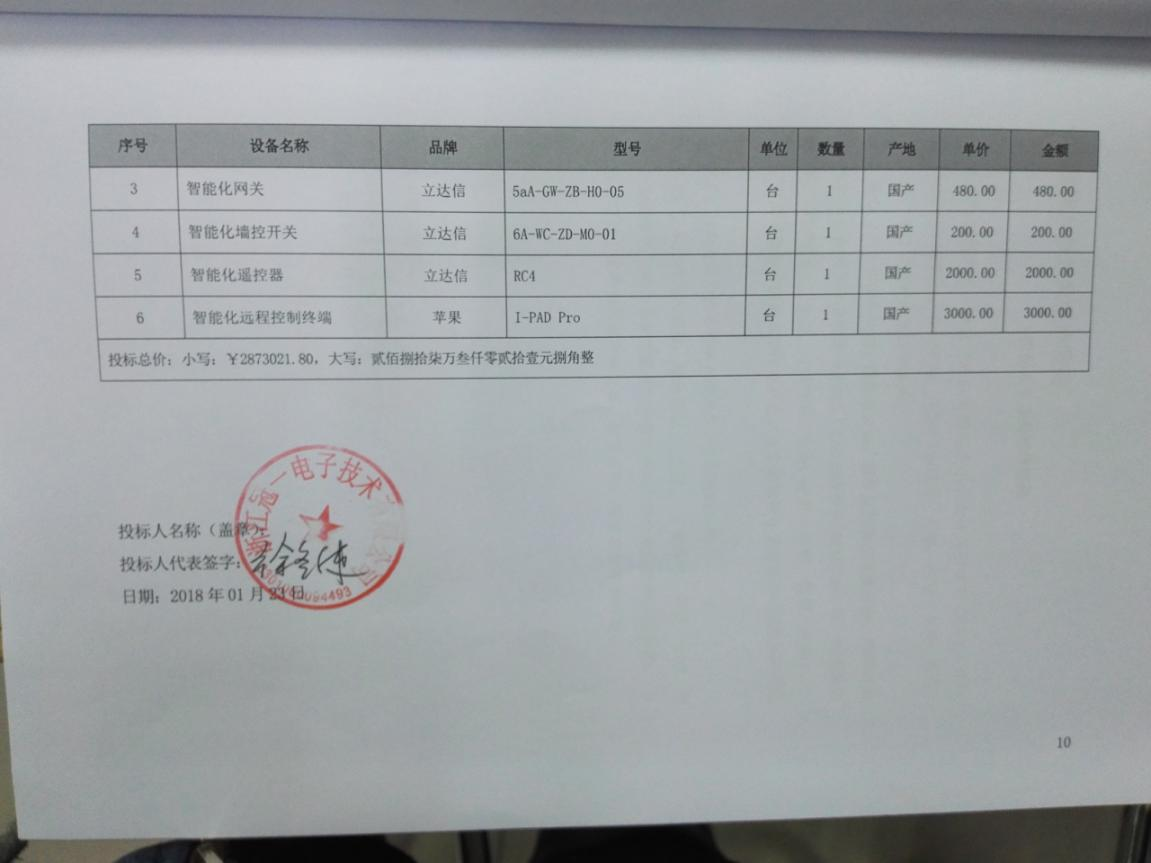 序号 设备名称 品牌 型号 单位 数量 产地 单价 金额
3 智能化网关 立达信 5aA-GW-ZB-H0-05 台 1 国产 480.00 480.00
4 智能化墙控开关 立达信 6A-WC-ZD-M0-01 台 1 国产 200.00 200.00
5 智能化遥控器 立达信 RC4 台 1 国产 2000.00 2000.00
6 智能化远程控制终端 苹果 I-PAD Pro 台 1 国产 3000.00 3000.00
投标总价：小写：￥2873021.80，大写：贰佰捌拾柒万叁仟零贰拾壹元捌角整
浙江冠一电子技术
投标人名称（盖章）：
投标人代表签字：
日期：2018 年 01 月 23 日
10